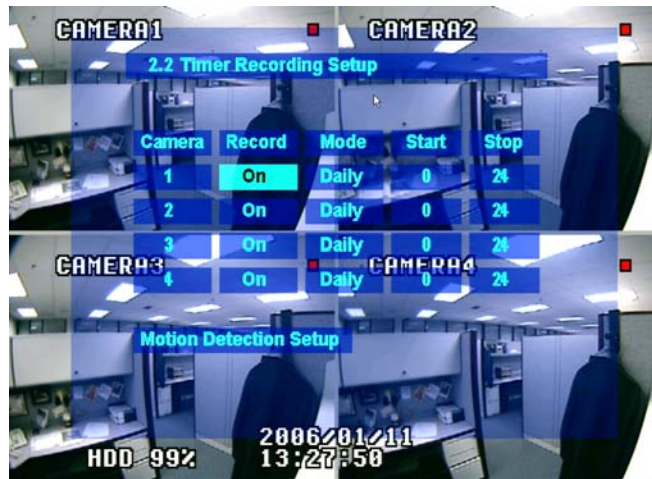 CAMERA1 CAMERA2
2.2 Timer Recording Setup
Camera Record Mode Start Stop
1 On Daily 0 24
2 On Daily 0 24
3 On Daily 0 24
CAMERA3 CAMERA4
4 On Daily 0 24
Motion Detection Setup
2006/01/11
HDD 99% 13:27:50